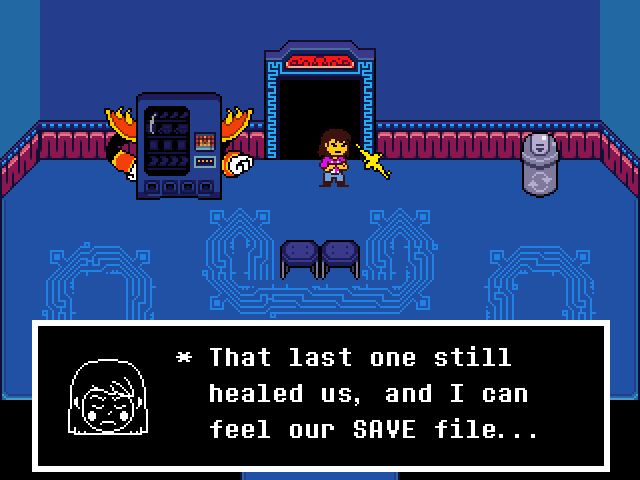 * That last one still
healed us, and I can
feel our SAVE file...